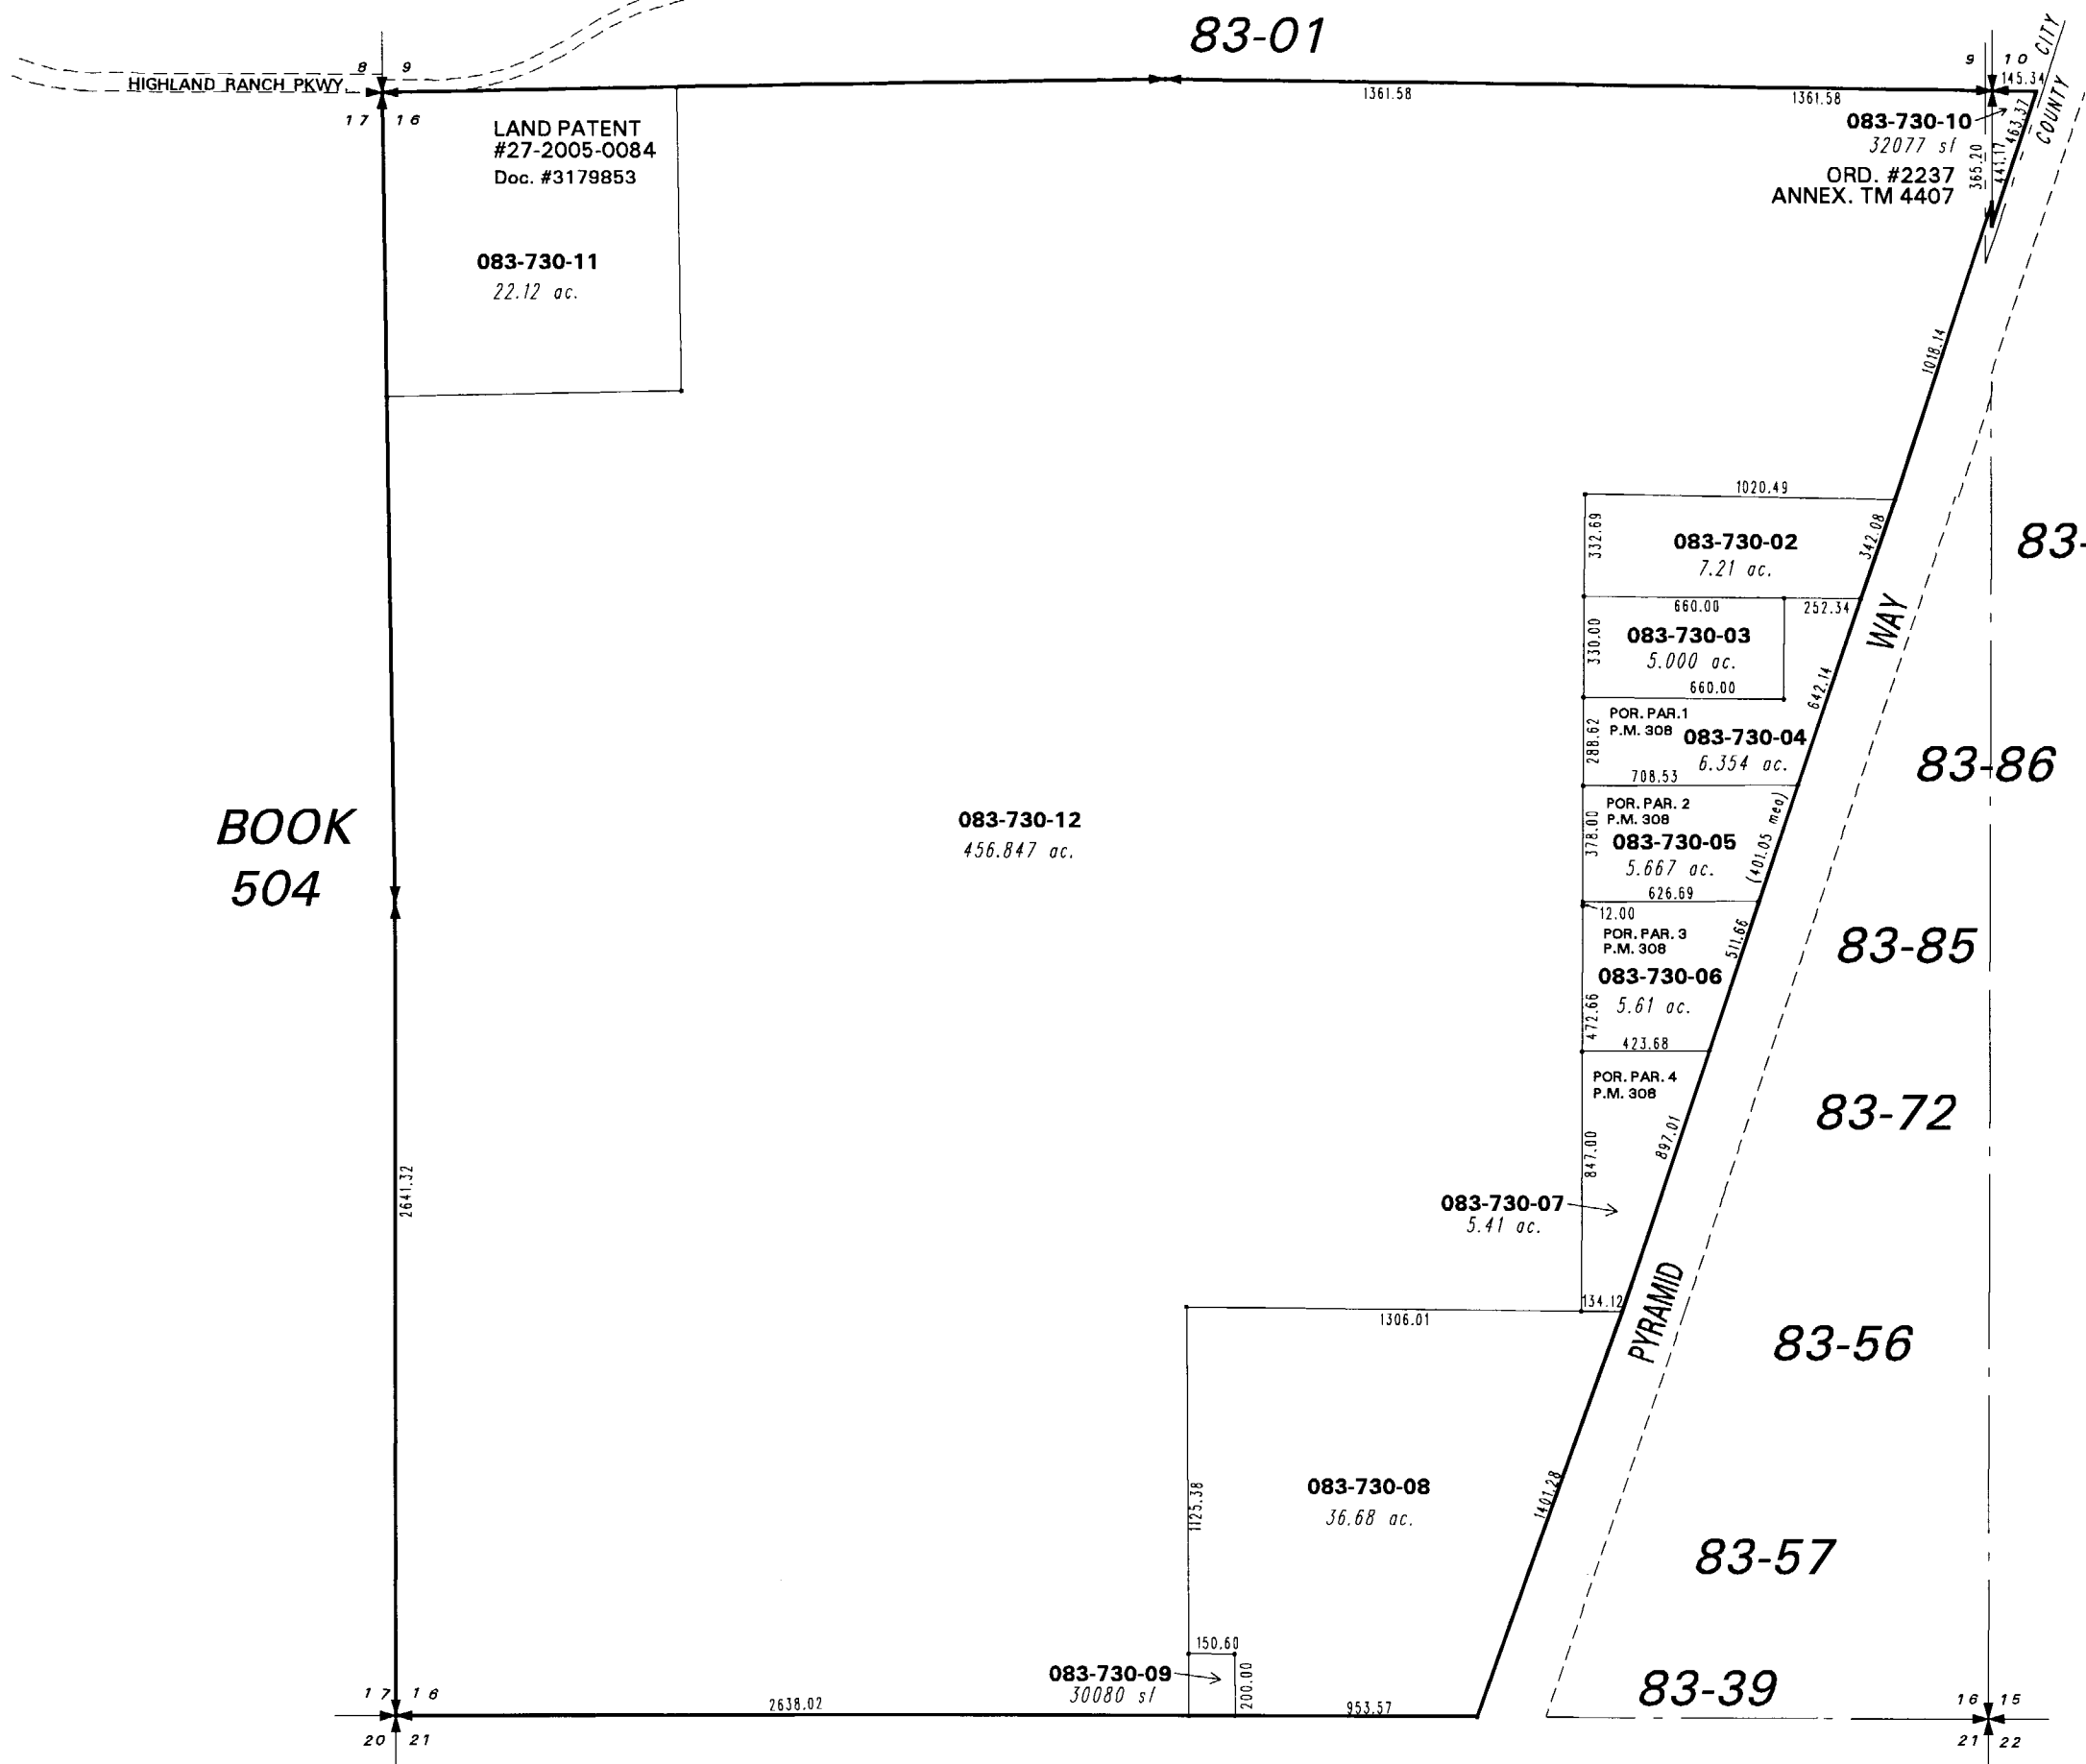 83-01
HIGHLAND RANCH PKWY.
8 9
17 16
9 10
CITY
COUNTY
145.34
1361.58
1361.58
083-730-10
32077 sf
463.37
365.20
441.17
ORD. #2237
ANNEX. TM 4407
LAND PATENT
#27-2005-0084
Doc. #3179853
083-730-11
22.12 ac.
1018.14
1020.49
332.69
083-730-02
7.21 ac.
342.08
83-
660.00
252.34
330.00
083-730-03
5.000 ac.
660.00
WAY
642.14
POR. PAR.1
P.M. 308
288.62
083-730-04
6.354 ac.
708.53
83-86
POR. PAR. 2
P.M. 308
378.00
083-730-05
5.667 ac.
(401.05 mea)
626.69
BOOK
504
083-730-12
456.847 ac.
12.00
POR. PAR. 3
P.M. 308
511.66
083-730-06
5.61 ac.
472.66
423.68
83-85
POR. PAR. 4
P.M. 308
83-72
897.01
847.00
083-730-07
5.41 ac.
2641.32
134.12
1306.01
PYRAMID
83-56
083-730-08
36.68 ac.
1125.38
1401.28
83-57
150.60
083-730-09
30080 sf
200.00
83-39
17 16
2638.02
953.57
16 15
20 21
21 22